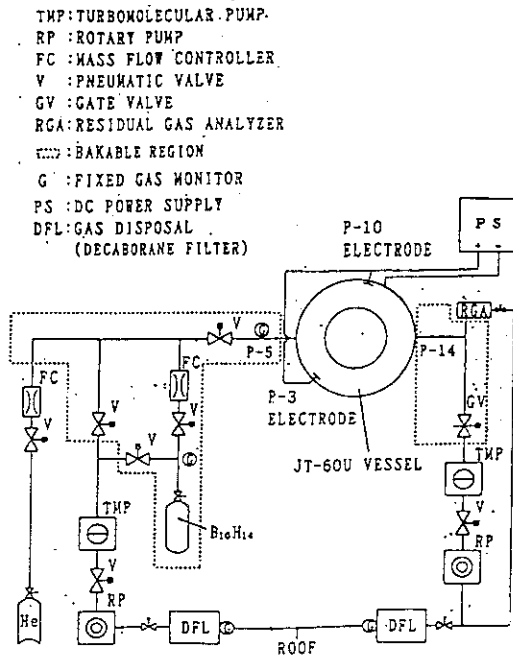 TMP:TURBOMOLECULAR PUMP
RP :ROTARY PUMP
FC :MASS FLOW CONTROLLER
V :PNEUMATIC VALVE
GV :GATE VALVE
RGA:RESIDUAL GAS ANALYZER
:BAKABLE REGION
G :FIXED GAS MONITOR
PS :DC POWER SUPPLY
DFL:GAS DISPOSAL
(DECABORANE FILTER)
P-10
ELECTRODE
PS
+ -
RGA
V
G
P-5
P-14
FC
FC
P-3
ELECTRODE
GV
V
V
V
V
G
JT-60U VESSEL
TMP
TMP
B₁₀H₁₄
V
V
RP
RP
He
DFL
G
ROOF
G
DFL